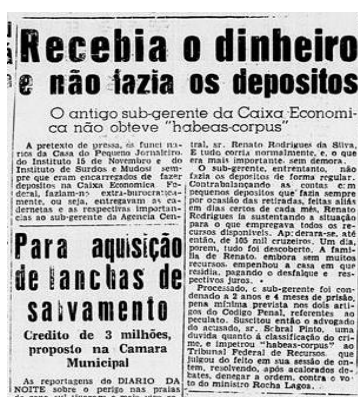 Recebia o dinheiro
e não fazia os depositos
O antigo sub-gerente da Caixa Economi-
ca não obteve "habeas-corpus"
A pretexto de pressa, os funcio-
narios da Casa do Pequeno Jornaleiro,
do Instituto 15 de Novembro e do
Instituto de Surdos e Mudos sem-
pre que eram encarregados de fazer
depositos na Caixa Economica Fe-
deral, faziam-no extra-burocratica-
mente, ou seja, entregavam as ca-
dernetas e as respectivas importan-
cias ao sub-gerente da Agencia Cen-
Para aquisição
de lanchas de
salvamento
Credito de 3 milhões,
proposto na Camara
Municipal
As reportagens do DIARIO DA
NOITE sobre o perigo nas praias
tral, sr. Renato Rodrigues da Silva.
E tudo corria normalmente, e, o que
era mais importante, sem demora.
O sub-gerente, entretanto, não
fazia os depositos de forma regular.
Contrabalançando as contas com
pequenos depositos que fazia sempre
por ocasião das retiradas, feitas aliás
em dias certos de cada mês, Renato
Rodrigues ia sustentando a situação
para o que empregava todos os re-
cursos disponiveis. Apoderara-se, até
então, de 105 mil cruzeiros. Um dia,
porem, tudo foi descoberto. A fami-
lia de Renato, embora sem muitos
recursos, empenhou a casa em que
residia, pagando o desfalque e res-
pectivos juros.
Processado, o sub-gerente foi con-
denado a 2 anos e 4 meses de prisão,
pena minima prevista nos dois arti-
gos do Codigo Penal, referentes a
peculato. Suscitou então o advogado
do acusado, sr. Sobral Pinto, uma
duvida quanto á classificação do cri-
me, e impetrou "habeas-corpus" ao
Tribunal Federal de Recursos que
julgou do feito em sua sessão de on-
tem, resolvendo, após acalorados de-
bates, denegar a ordem, contra o vo-
to do ministro Rocha Lagoa.